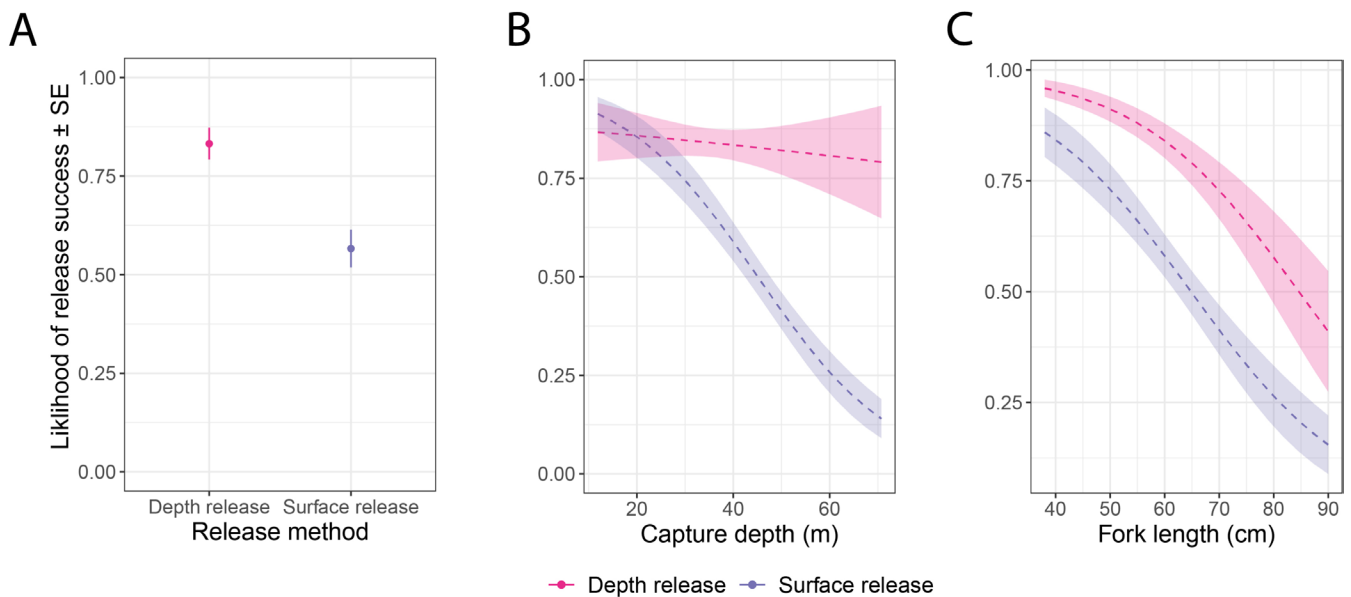 A
B
C
Liklihood of release success ± SE
1.00
0.75
0.50
0.25
0.00
Depth release Surface release
Release method
1.00
0.75
0.50
0.25
0.00
20 40 60
Capture depth (m)
1.00
0.75
0.50
0.25
40 50 60 70 80 90
Fork length (cm)
Depth release Surface release